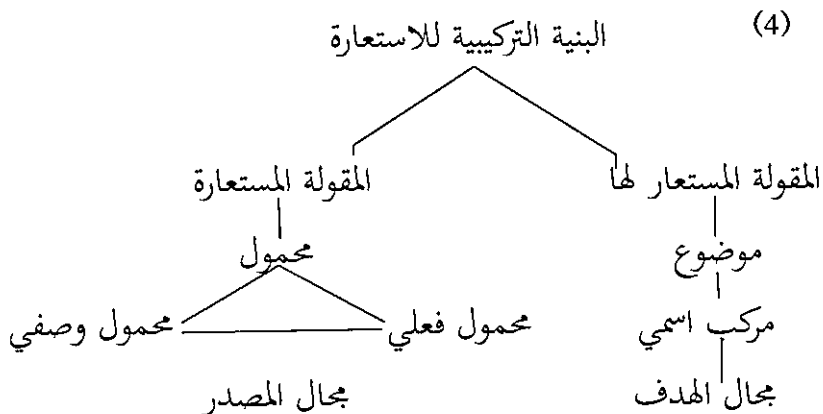 (4)
البنية التركيبية للاستعارة
المقولة المستعار لها
المقولة المستعارة
موضوع
محمول
مركب اسمي
محمول فعلي
محمول وصفي
مجال الهدف
مجال المصدر